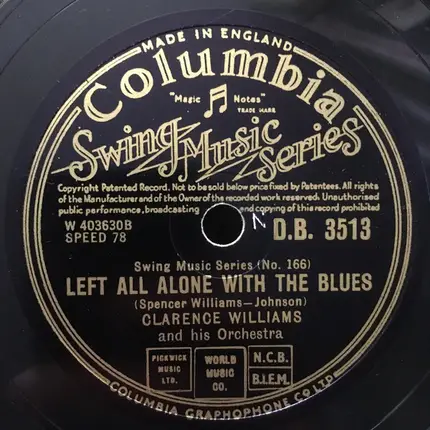 MADE IN ENGLAND
Columbia
"Magic Notes"
TRADE MARK
Swing Music Series
Copyright Patented Record. Not to be sold below price fixed by Patentees. All rights
of the Manufacturer and of the Owner of the recorded work reserved. Unauthorised
public performance, broadcasting and copying of this record prohibited
W 403630B
SPEED 78
N
D.B. 3513
Swing Music Series (No. 166)
LEFT ALL ALONE WITH THE BLUES
(Spencer Williams-Johnson)
CLARENCE WILLIAMS
and his Orchestra
PICKWICK
MUSIC
LTD.
WORLD
MUSIC
CO.
N.C.B.
B.I.E.M.
COLUMBIA GRAPHOPHONE CO LTD